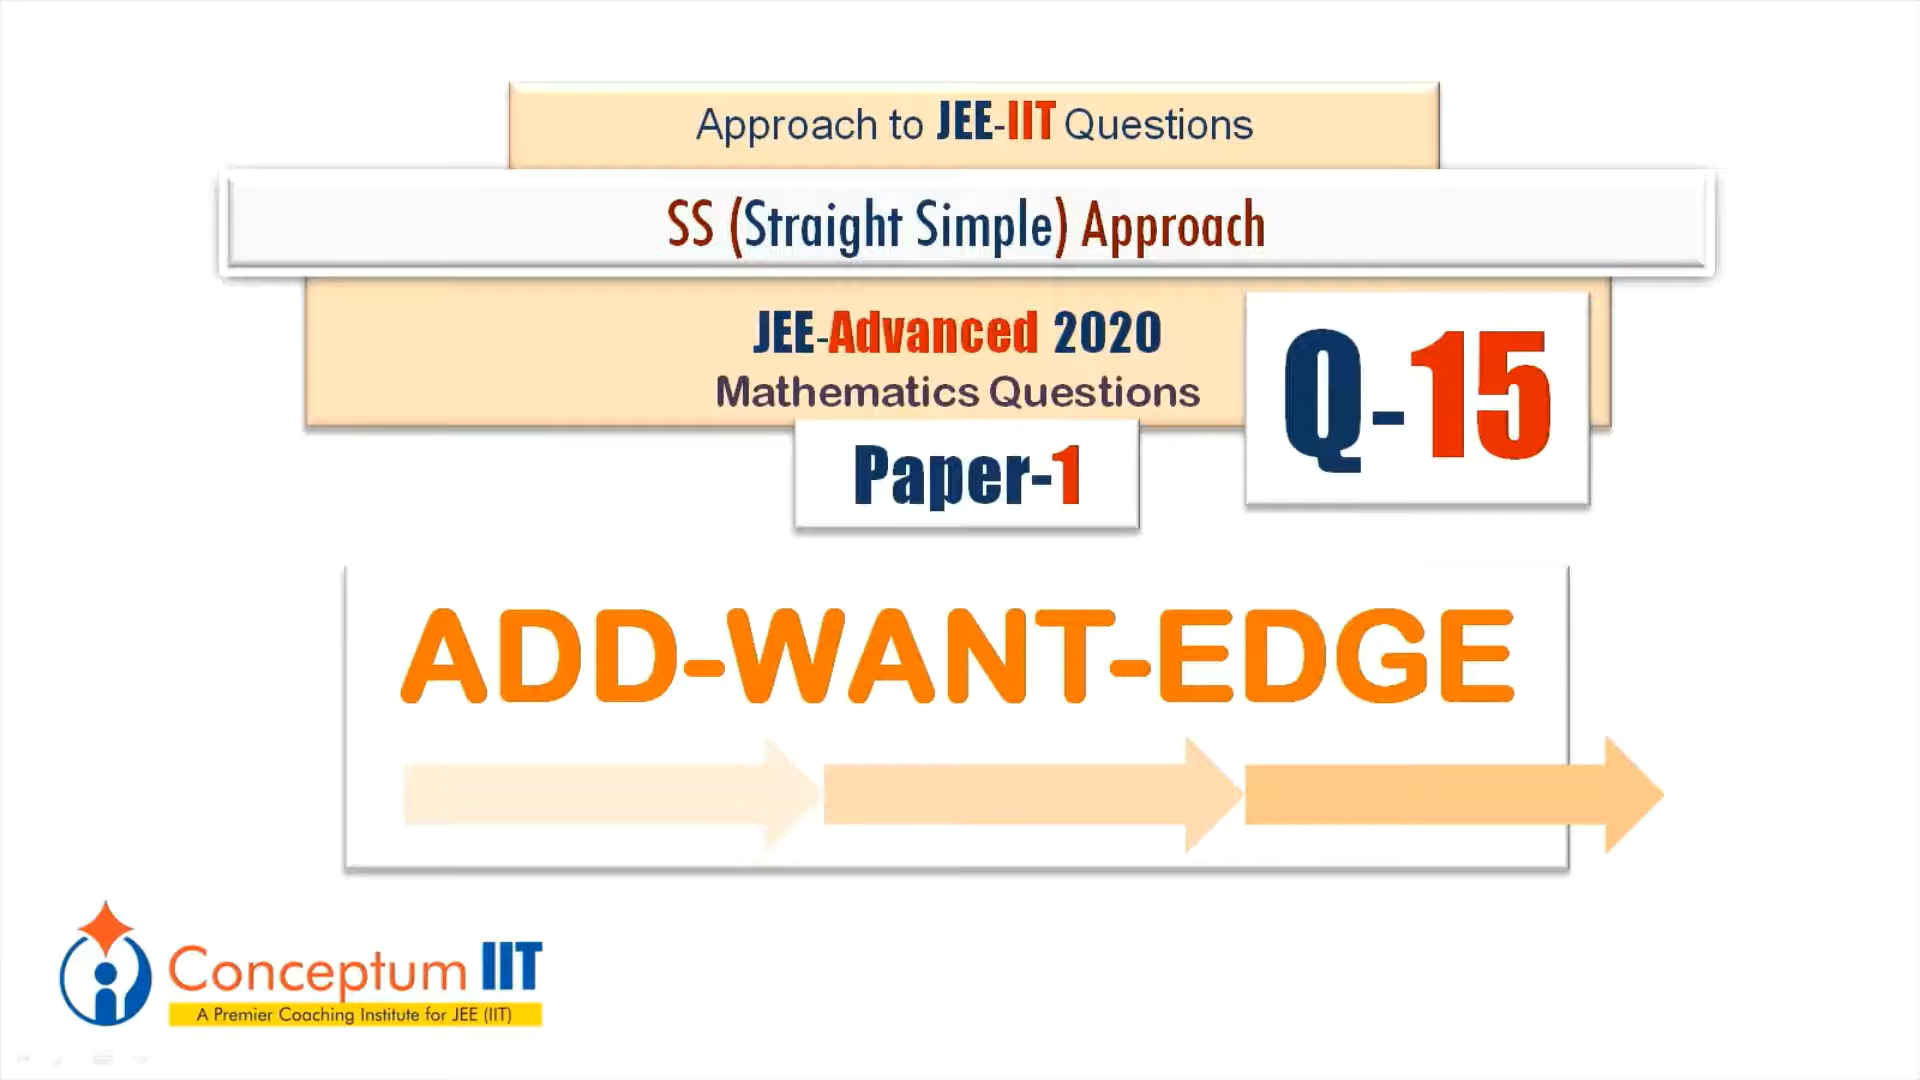 Approach to JEE-IIT Questions
SS (Straight Simple) Approach
JEE-Advanced 2020
Mathematics Questions
Q-15
Paper-1
ADD-WANT-EDGE
Conceptum IIT
A Premier Coaching Institute for JEE (IIT)